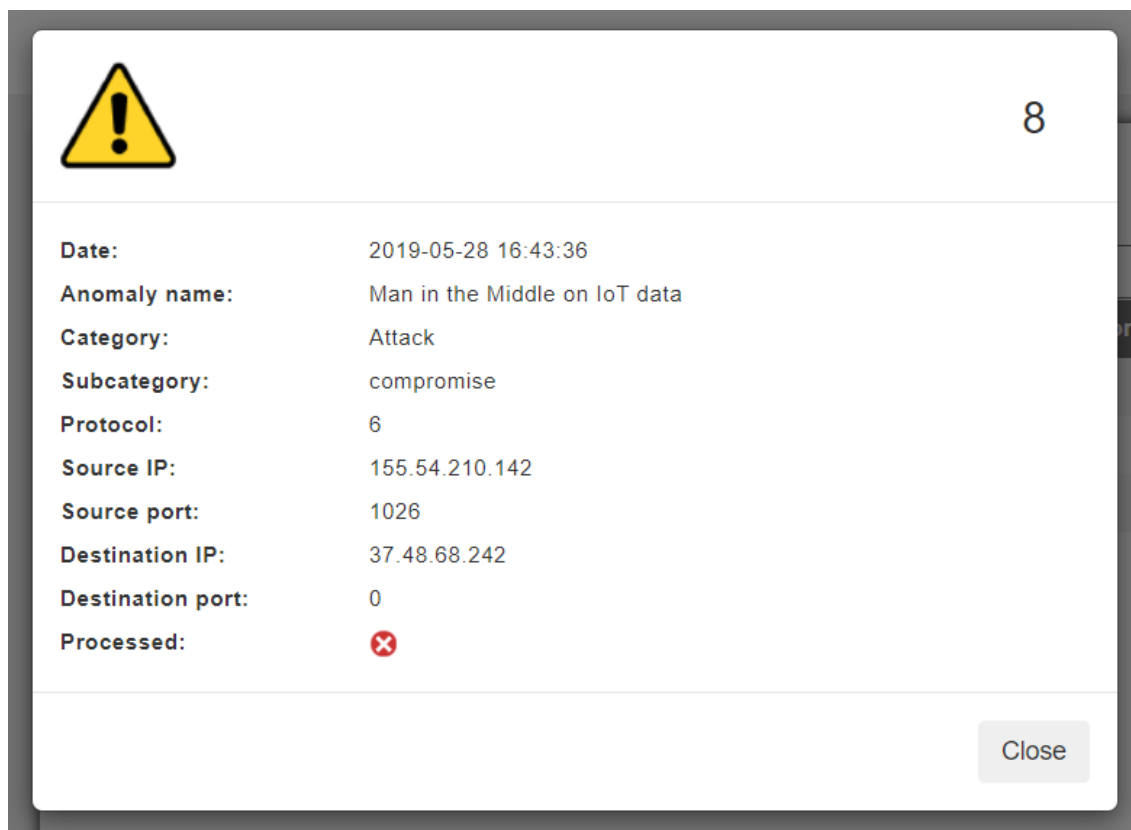 8
Date: 2019-05-28 16:43:36
Anomaly name: Man in the Middle on IoT data
Category: Attack
Subcategory: compromise
Protocol: 6
Source IP: 155.54.210.142
Source port: 1026
Destination IP: 37.48.68.242
Destination port: 0
Processed:
Close